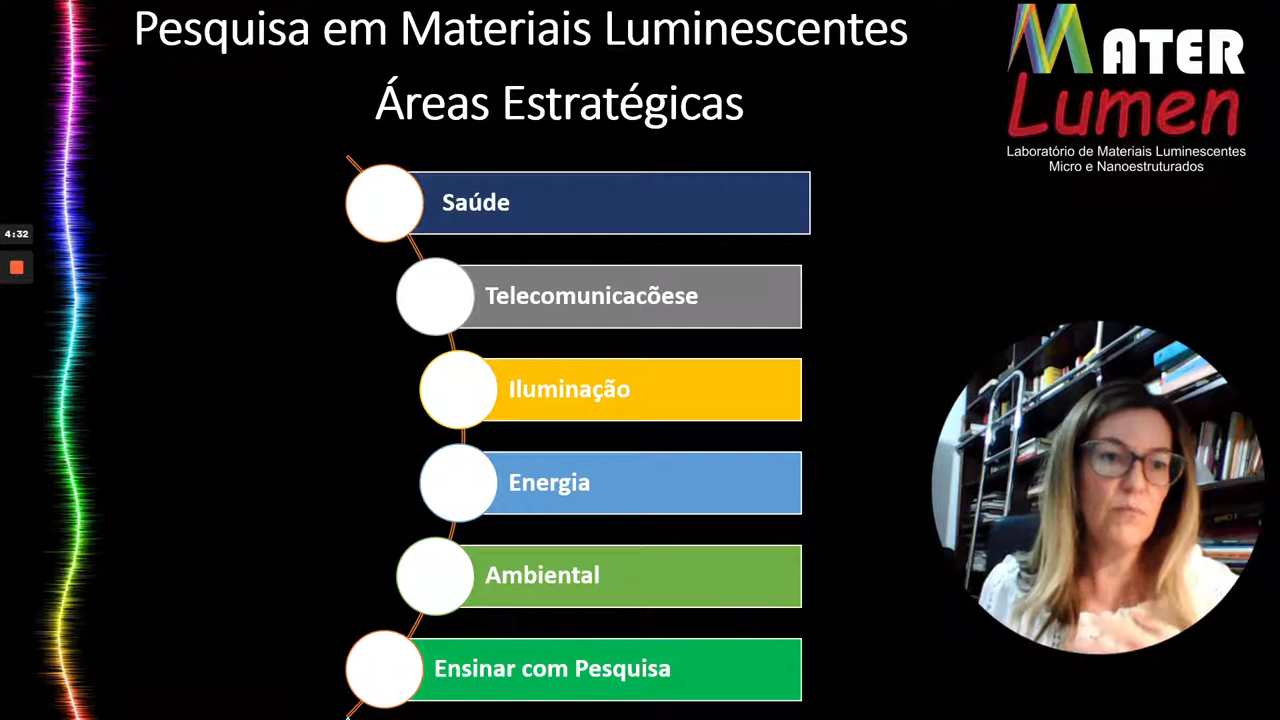 Pesquisa em Materiais Luminescentes
Áreas Estratégicas
MATER
Lumen
Laboratório de Materiais Luminescentes
Micro e Nanoestruturados
Saúde
4:32
Telecomunicacõese
Iluminação
Energia
Ambiental
Ensinar com Pesquisa